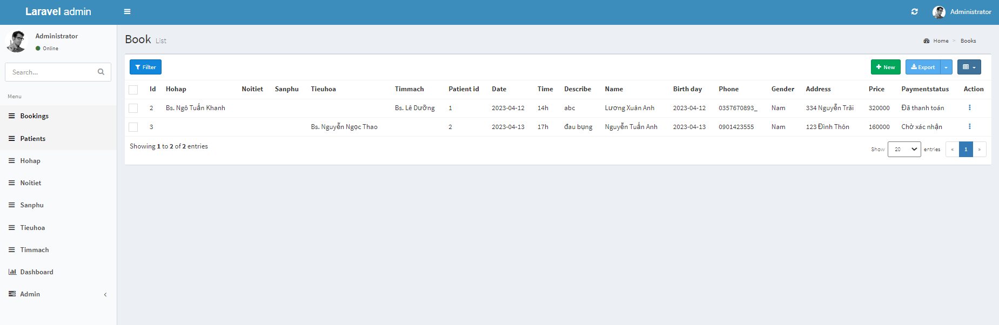 Laravel admin
Administrator
Administrator
Online
Search...
Menu
Bookings
Patients
Hohap
Noitiet
Sanphu
Tieuhoa
Timmach
Dashboard
Admin
Book List
Home > Books
Filter
New Export
Id Hohap Noitiet Sanphu Tieuhoa Timmach Patient id Date Time Describe Name Birth day Phone Gender Address Price Paymentstatus Action
2 Bs. Ngô Tuấn Khanh Bs. Lê Dưỡng 1 2023-04-12 14h abc Lương Xuân Anh 2023-04-12 0357670893_ Nam 334 Nguyễn Trãi 320000 Đã thanh toán
3 Bs. Nguyễn Ngọc Thao 2 2023-04-13 17h đau bụng Nguyễn Tuấn Anh 2023-04-13 0901423555 Nam 123 Đình Thôn 160000 Chờ xác nhận
Showing 1 to 2 of 2 entries
Show 20 entries « 1 »